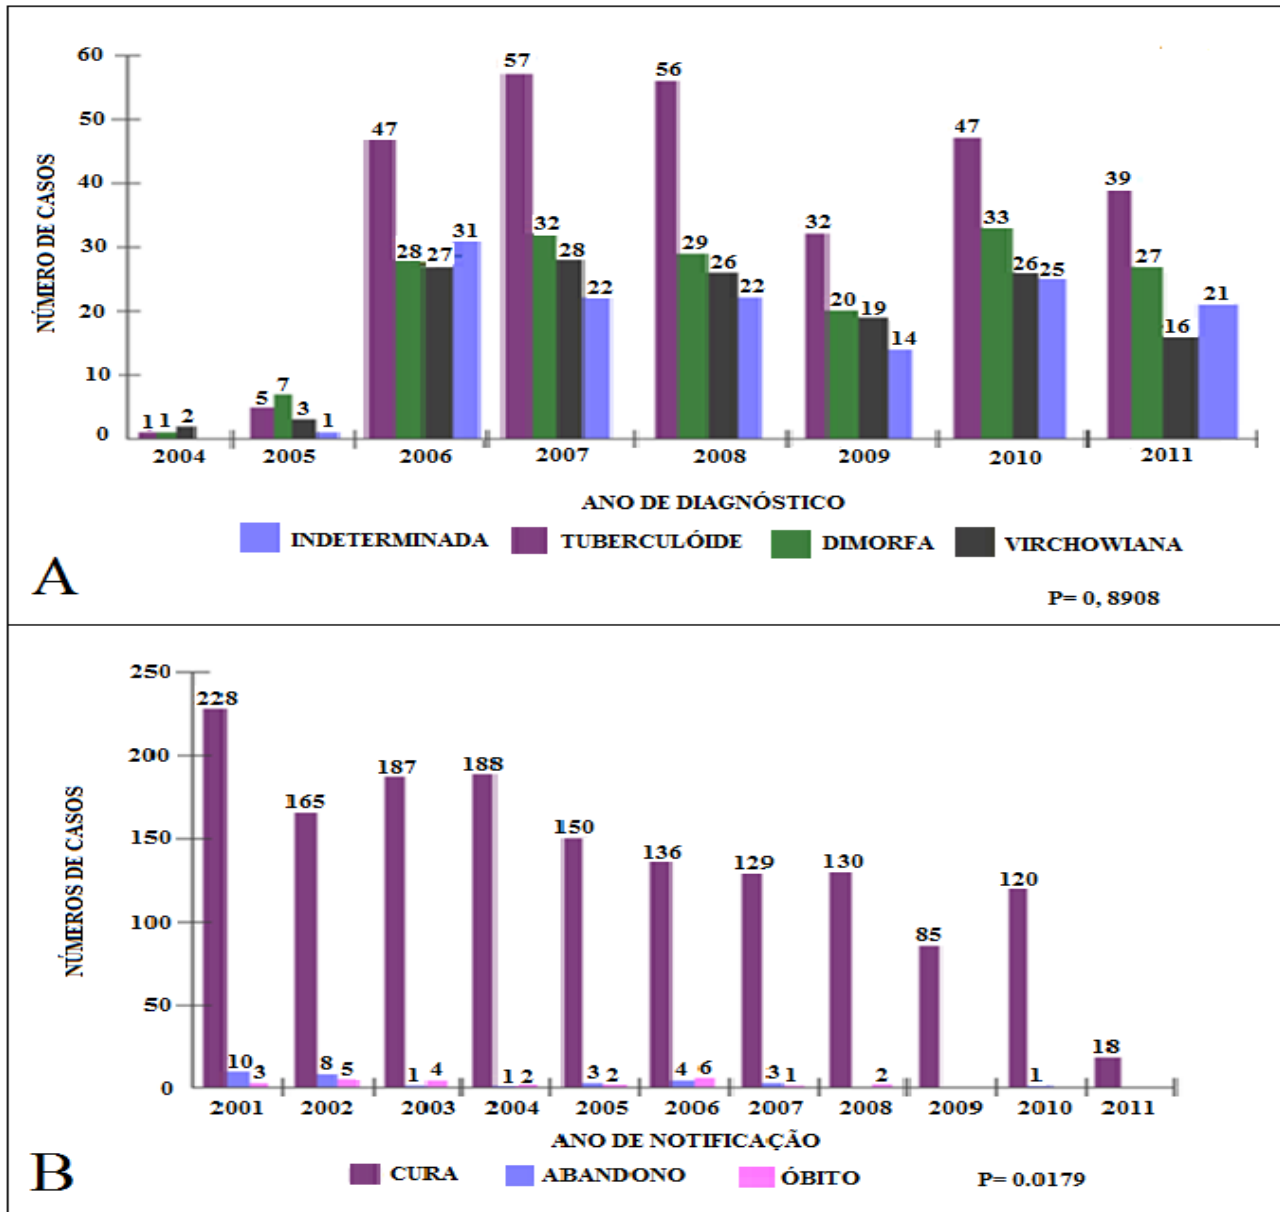 60
50
40
30
20
10
0
NÚMERO DE CASOS
1 1 2
5 7 3 1
47 28 27 31
57 32 28 22
56 29 26 22
32 20 19 14
47 33 26 25
39 27 16 21
2004 2005 2006 2007 2008 2009 2010 2011
ANO DE DIAGNÓSTICO
INDETERMINADA TUBERCULÓIDE DIMORFA VIRCHOWIANA
A
P= 0, 8908
250
200
150
100
50
0
NÚMEROS DE CASOS
228 10 3
165 8 5
187 1 4
188 1 2
150 3 2
136 4 6
129 3 1
130 2
85
120 1
18
2001 2002 2003 2004 2005 2006 2007 2008 2009 2010 2011
ANO DE NOTIFICAÇÃO
CURA ABANDONO ÓBITO
B
P= 0.0179